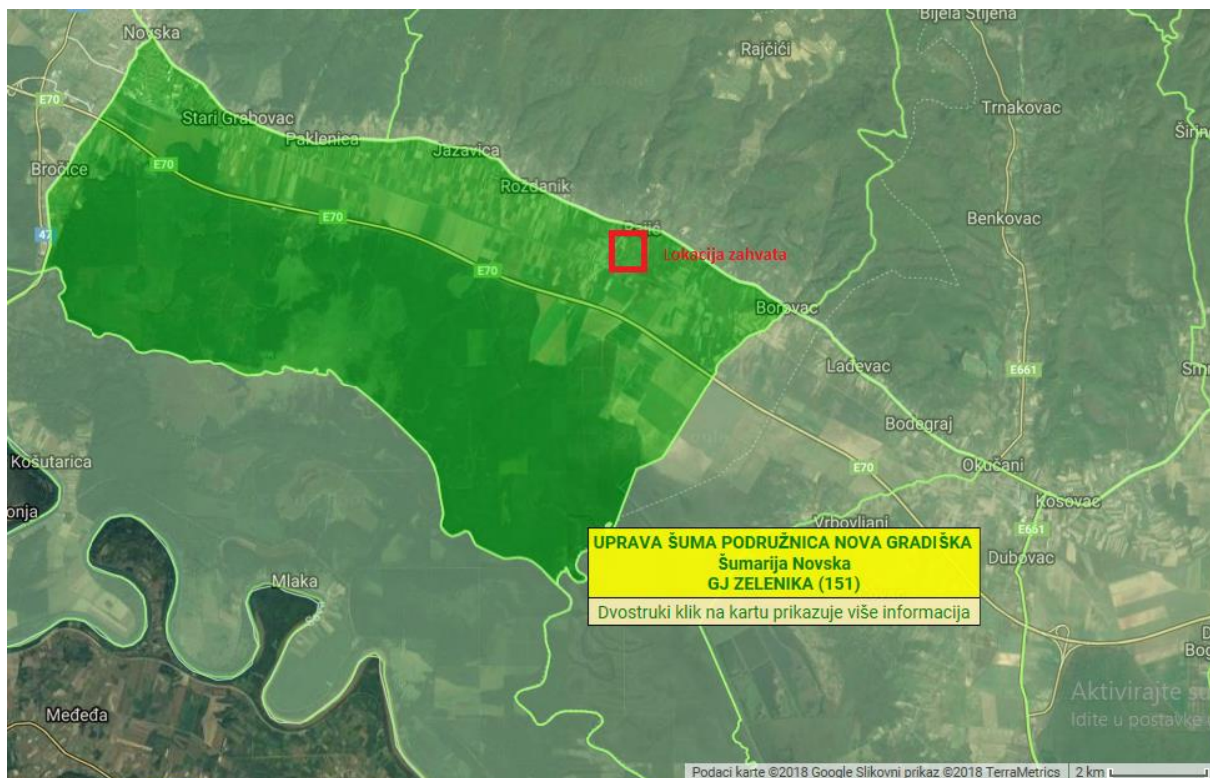 Bijela Stijena
Novska
Rajčići
E70
Trnakovac
Stari Grabovac
Paklenica
Jazavica
Bročice
E70
Roždanik
E70
Benkovac
47
Lokacija zahvata
E70
Borovac
Lađevac
E661
Bodegraj
Košutarica
Okučani
E70
Kosovac
Vrbovljani
E661
UPRAVA ŠUMA PODRUŽNICA NOVA GRADIŠKA
Šumarija Novska
GJ ZELENIKA (151)
Dubovac
Mlaka
Dvostruki klik na kartu prikazuje više informacija
Međeđa
Aktivirajte su
Idite u postavke
Podaci karte ©2018 Google Slikovni prikaz ©2018 TerraMetrics
2 km